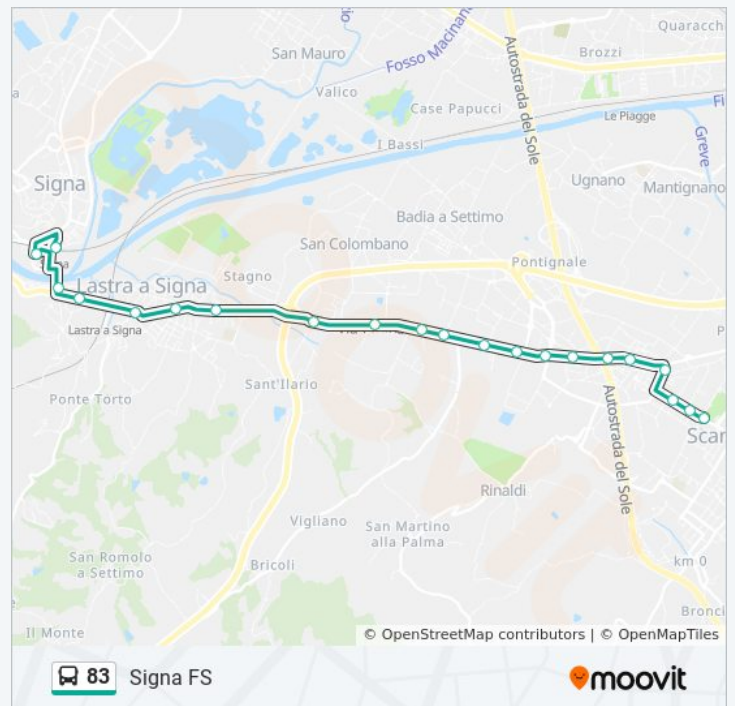 Quaracch
San Mauro
Fosso Macinant
Autostrada del Sole
Brozzi
Valico
Case Papucci
Le Piagge
Fi
I Bassi
Greve
Signa
Ugnano
Mantignano
Badia a Settimo
San Colombano
Pontignale
Stagno
Lastra a Signa
Lastra a Signa
Sant'Ilario
Ponte Torto
Autostrada del Sole
Scan
Rinaldi
Vigliano
San Martino
alla Palma
San Romolo
a Settimo
Bricoli
km 0
Bronci
Il Monte
© OpenStreetMap contributors | © OpenMapTiles
83 Signa FS
moovit